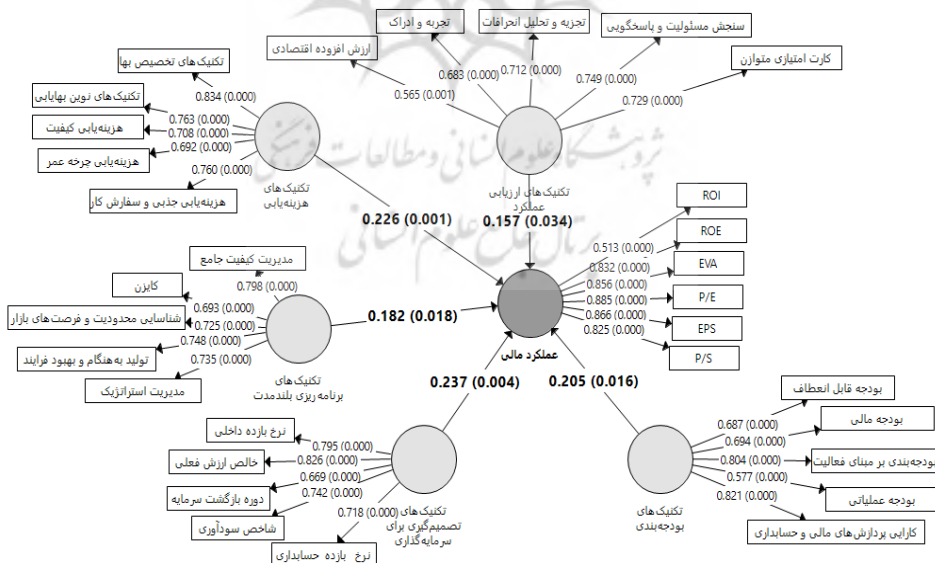 تجزیه و تحلیل انحرافات
تجربه و ادراک
سنجش مسئولیت و پاسخگویی
ارزش افزوده اقتصادی
کارت امتیازی متوازن
0.683 (0.000)
0.712 (0.000)
0.749 (0.000)
0.565 (0.001)
0.729 (0.000)
تکنیک‌های ارزیابی
عملکرد
0.157 (0.034)
تکنیک‌های تخصیص بها
تکنیک‌های نوین بهایابی
هزینه‌یابی کیفیت
هزینه‌یابی چرخه عمر
هزینه‌یابی جذبی و سفارش کار
0.834 (0.000)
0.763 (0.000)
0.708 (0.000)
0.692 (0.000)
0.760 (0.000)
تکنیک‌های
هزینه‌یابی
0.226 (0.001)
پژوهشگاه علوم انسانی و مطالعات فرهنگی
پرتال جامع علوم انسانی
ROI
ROE
EVA
P/E
EPS
P/S
0.513 (0.000)
0.832 (0.000)
0.856 (0.000)
0.885 (0.000)
0.866 (0.000)
0.825 (0.000)
عملکرد مالی
مدیریت کیفیت جامع
کایزن
شناسایی محدودیت و فرصت‌های بازار
تولید به‌هنگام و بهبود فرایند
مدیریت استراتژیک
0.798 (0.000)
0.693 (0.000)
0.725 (0.000)
0.748 (0.000)
0.735 (0.000)
تکنیک‌های
برنامه ریزی بلندمدت
0.182 (0.018)
0.237 (0.004)
0.205 (0.016)
نرخ بازده داخلی
خالص ارزش فعلی
دوره بازگشت سرمایه
شاخص سودآوری
نرخ بازده حسابداری
0.795 (0.000)
0.826 (0.000)
0.669 (0.000)
0.742 (0.000)
0.718 (0.000)
تکنیک‌های
تصمیم‌گیری برای
سرمایه‌گذاری
بودجه قابل انعطاف
بودجه مالی
بودجه‌بندی بر مبنای فعالیت
بودجه عملیاتی
کارایی پردازش‌های مالی و حسابداری
0.687 (0.000)
0.694 (0.000)
0.804 (0.000)
0.577 (0.000)
0.821 (0.000)
تکنیک‌های
بودجه‌بندی